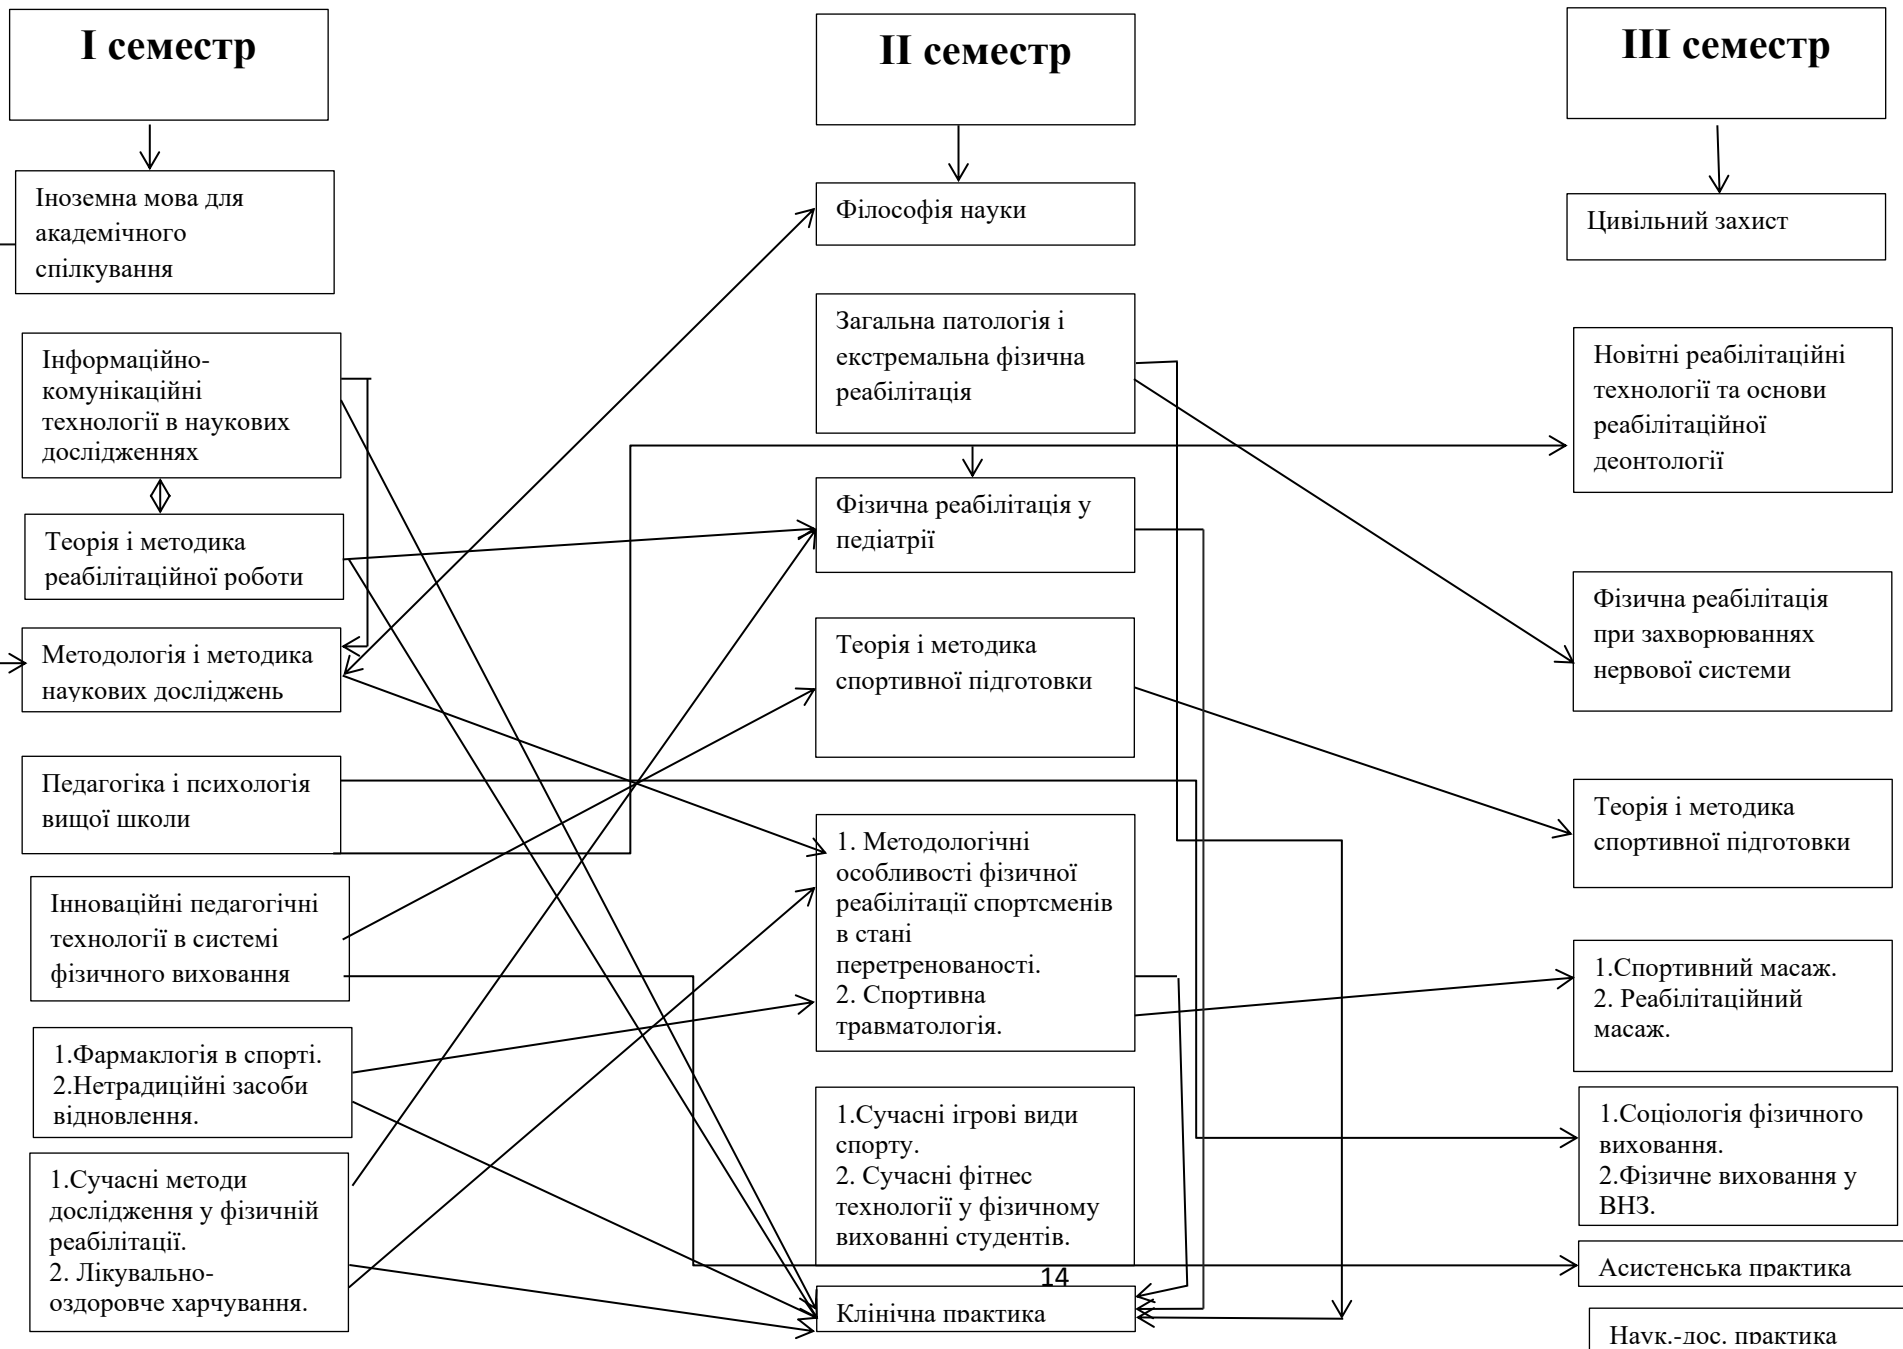 I семестр
Іноземна мова для
академічного
спілкування
Інформаційно-
комунікаційні
технології в наукових
дослідженнях
Теорія і методика
реабілітаційної роботи
Методологія і методика
наукових досліджень
Педагогіка і психологія
вищої школи
Інноваційні педагогічні
технології в системі
фізичного виховання
1.Фармаклогія в спорті.
2.Нетрадиційні засоби
відновлення.
1.Сучасні методи
дослідження у фізичній
реабілітації.
2. Лікувально-
оздоровче харчування.
II семестр
Філософія науки
Загальна патологія і
екстремальна фізична
реабілітація
Фізична реабілітація у
педіатрії
Теорія і методика
спортивної підготовки
1. Методологічні
особливості фізичної
реабілітації спортсменів
в стані
перетренованості.
2. Спортивна
травматологія.
1.Сучасні ігрові види
спорту.
2. Сучасні фітнес
технології у фізичному
вихованні студентів.
14
Клінічна практика
III семестр
Цивільний захист
Новітні реабілітаційні
технології та основи
реабілітаційної
деонтології
Фізична реабілітація
при захворюваннях
нервової системи
Теорія і методика
спортивної підготовки
1.Спортивний масаж.
2. Реабілітаційний
масаж.
1.Соціологія фізичного
виховання.
2.Фізичне виховання у
ВНЗ.
Асистенська практика
Наук.-дос. практика